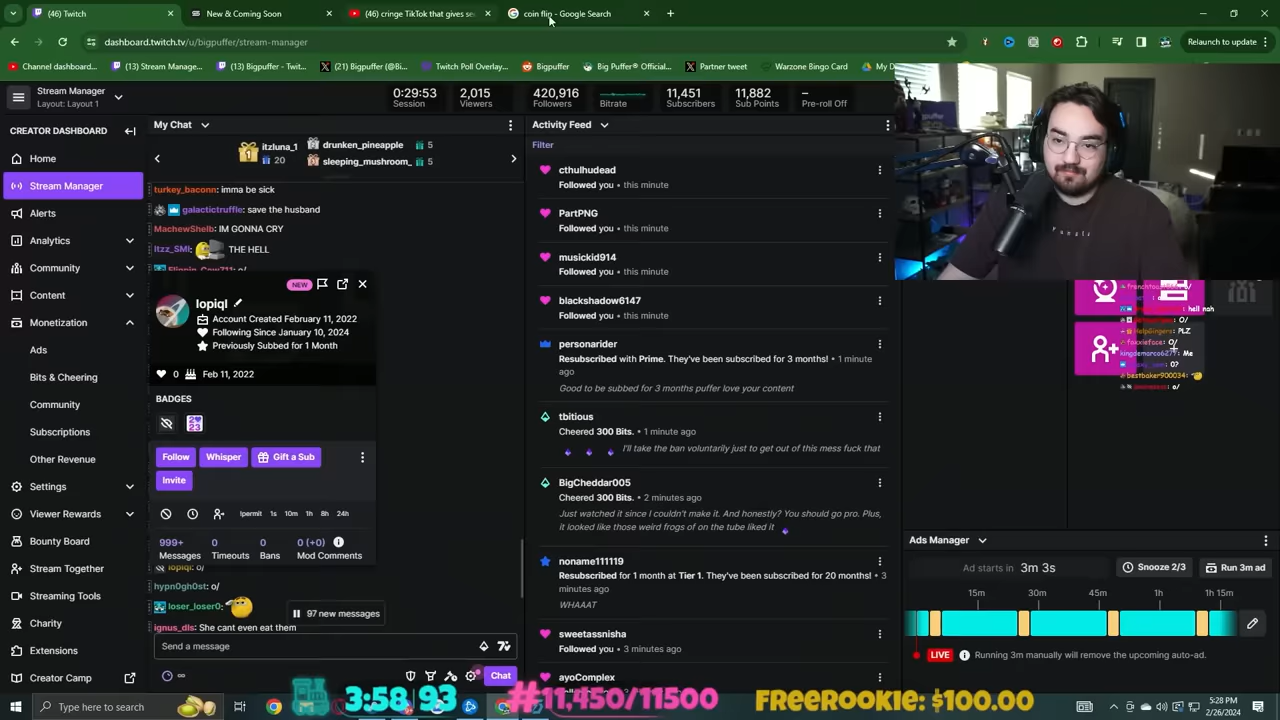 (46) Twitch
New & Coming Soon
(46) cringe TikTok that gives se
coin flip - Google Search
dashboard.twitch.tv/u/bigpuffer/stream-manager
Relaunch to update
Channel dashboard...
(13) Stream Manage...
(13) Bigpuffer - Twit...
(21) Bigpuffer (@Bi...
Twitch Poll Overlay...
Bigpuffer
Big Puffer® Official...
Partner tweet
Warzone Bingo Card
My D
Stream Manager
Layout: Layout 1
0:29:53
Session
2,015
Viewers
420,916
Followers
Bitrate
11,451
Subscribers
11,882
Sub Points
–
Pre-roll Off
CREATOR DASHBOARD
Home
Stream Manager
Alerts
Analytics
Community
Content
Monetization
Ads
Bits & Cheering
Community
Subscriptions
Other Revenue
Settings
Viewer Rewards
Bounty Board
Stream Together
Streaming Tools
Charity
Extensions
Creator Camp
My Chat
1
itzluna_1
20
drunken_pineapple
5
sleeping_mushroom_
5
turkey_baconn: imma be sick
galactictruffle: save the husband
MachewShelb: IM GONNA CRY
Itzz_SMI: THE HELL
NEW
lopiql
Account Created February 11, 2022
Following Since January 10, 2024
Previously Subbed for 1 Month
0
Feb 11, 2022
BADGES
Follow
Whisper
Gift a Sub
Invite
/permit
1s
10m
1h
8h
24h
999+
Messages
0
Timeouts
0
Bans
0 (+0)
Mod Comments
lopiql: o/
hypn0gh0st: o/
loser_loser0:
97 new messages
ignus_dls: She cant even eat them
Send a message
Chat
Activity Feed
Filter
cthulhudead
Followed you • this minute
PartPNG
Followed you • this minute
musickid914
Followed you • this minute
blackshadow6147
Followed you • this minute
personarider
Resubscribed with Prime. They've been subscribed for 3 months! • 1 minute
ago
Good to be subbed for 3 months puffer love your content
tbitious
Cheered 300 Bits. • 1 minute ago
I'll take the ban voluntarily just to get out of this mess fuck that
BigCheddar005
Cheered 300 Bits. • 2 minutes ago
Just watched it since I couldn't make it. And honestly? You should go pro. Plus,
it looked like those weird frogs of on the tube liked it
noname111119
Resubscribed for 1 month at Tier 1. They've been subscribed for 20 months! • 3
minutes ago
WHAAT
sweetassnisha
Followed you • 3 minutes ago
ayoComplex
hell nah
PLZ
foxxieface: O/
kingdemarco6277: Me
bestbaker900034:
Ads Manager
Ad starts in 3m 3s
Snooze 2/3
Run 3m ad
15m
30m
45m
1h
1h 15m
LIVE
Running 3m manually will remove the upcoming auto-ad.
Type here to search
3:58
93
#11,450/11500
FREEROOKIE: $100.00
5:28 PM
2/26/2024